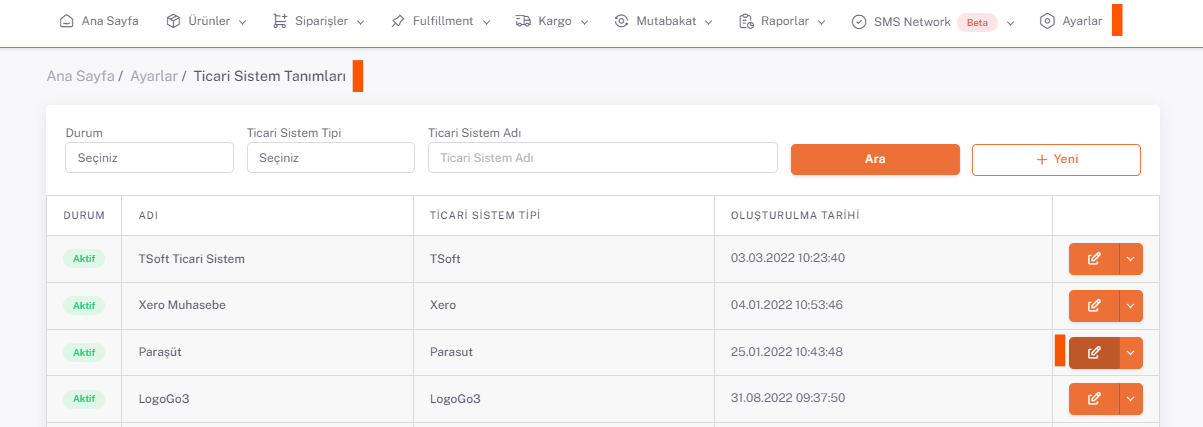 Ana Sayfa Ürünler Siparişler Fulfillment Kargo Mutabakat Raporlar SMS Network Beta Ayarlar
Ana Sayfa / Ayarlar / Ticari Sistem Tanımları
Durum Ticari Sistem Tipi Ticari Sistem Adı
Seçiniz Seçiniz Ticari Sistem Adı Ara + Yeni
DURUM ADI TİCARİ SİSTEM TİPİ OLUŞTURULMA TARİHİ
Aktif TSoft Ticari Sistem TSoft 03.03.2022 10:23:40
Aktif Xero Muhasebe Xero 04.01.2022 10:53:46
Aktif Paraşüt Parasut 25.01.2022 10:43:48
Aktif LogoGo3 LogoGo3 31.08.2022 09:37:50